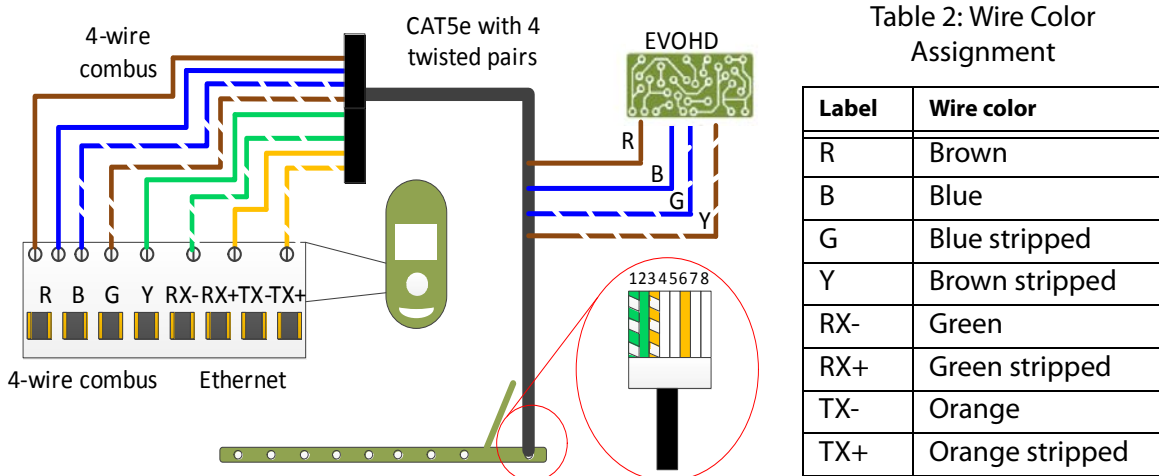 4-wire
combus
CAT5e with 4
twisted pairs
EVOHD
R
B
G
Y
12345678
R B G Y RX- RX+ TX- TX+
4-wire combus Ethernet
Table 2: Wire Color
Assignment
Label Wire color
R Brown
B Blue
G Blue stripped
Y Brown stripped
RX- Green
RX+ Green stripped
TX- Orange
TX+ Orange stripped